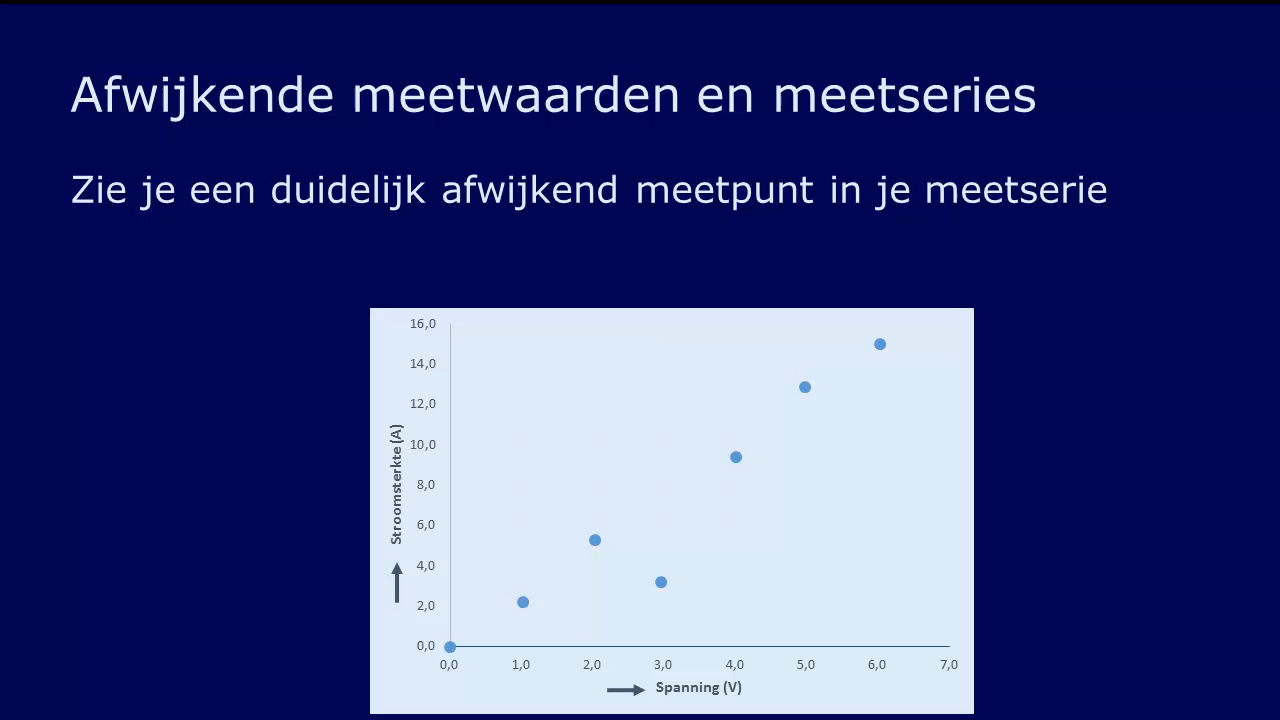 Afwijkende meetwaarden en meetseries
Zie je een duidelijk afwijkend meetpunt in je meetserie
16,0
14,0
12,0
10,0
8,0
6,0
4,0
2,0
0,0
Stroomsterkte (A)
0,0 1,0 2,0 3,0 4,0 5,0 6,0 7,0
Spanning (V)